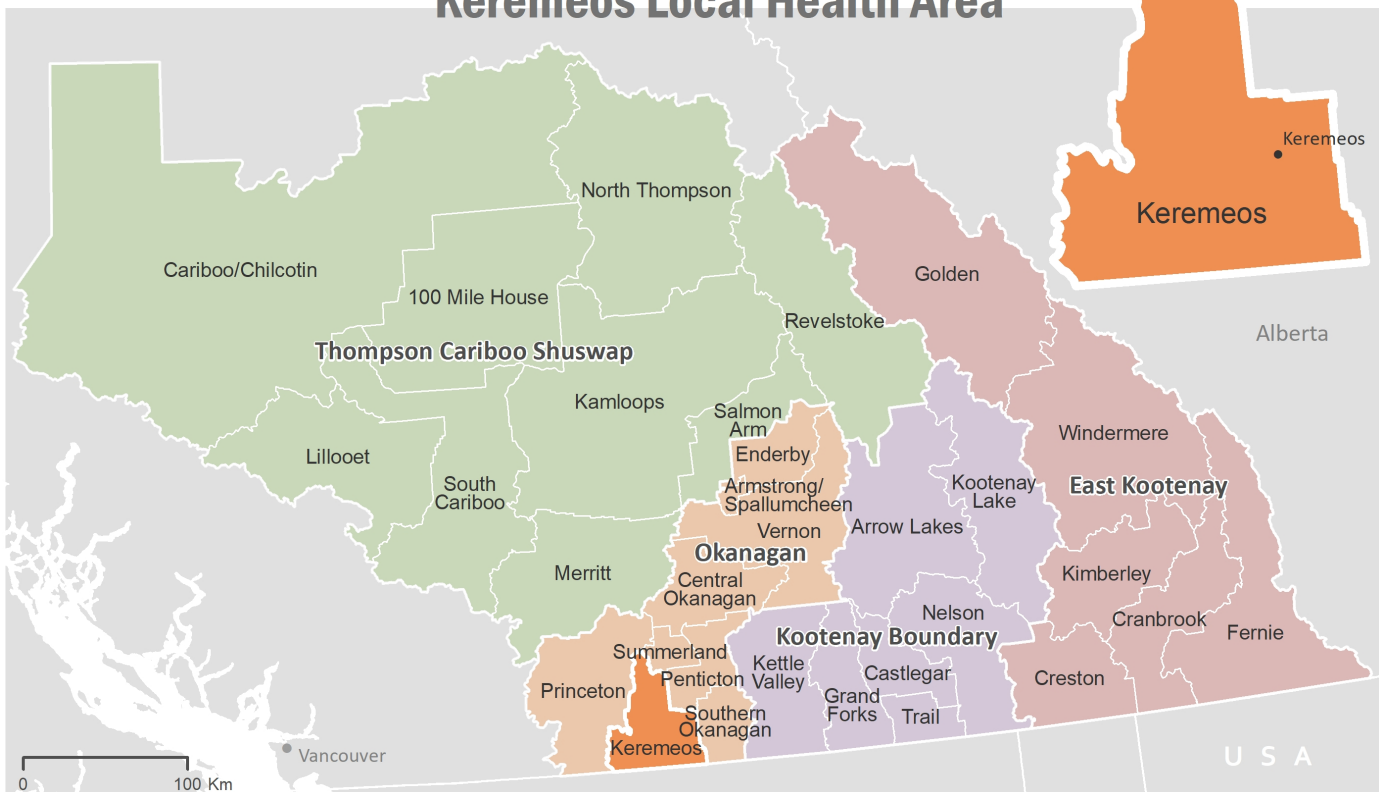 Keremeos Local Health Area
Keremeos
Keremeos
North Thompson
Cariboo/Chilcotin
Golden
100 Mile House
Revelstoke
Alberta
Thompson Cariboo Shuswap
Kamloops
Salmon
Arm
Windermere
Enderby
Lillooet
South
Cariboo
Armstrong/
Spallumcheen
Kootenay
Lake
East Kootenay
Vernon
Arrow Lakes
Okanagan
Merritt
Central
Okanagan
Kimberley
Nelson
Cranbrook
Fernie
Kootenay Boundary
Summerland
Kettle
Valley
Castlegar
Penticton
Creston
Princeton
Grand
Forks
Trail
Southern
Okanagan
Keremeos
Vancouver
USA
0
100 Km